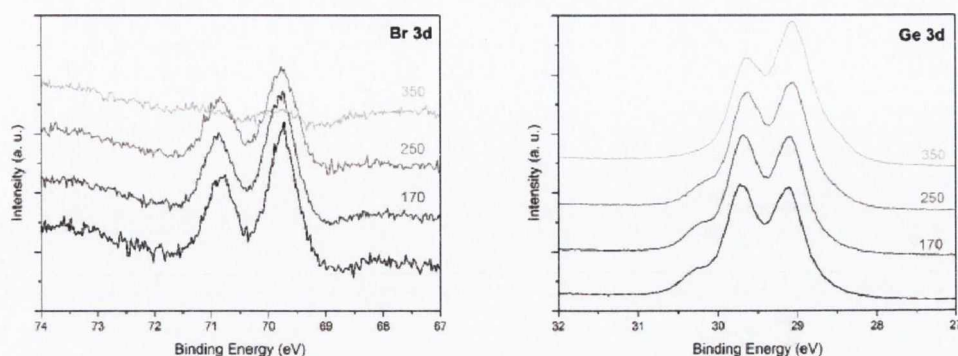 Br 3d
350
250
170
Intensity (a. u.)
74 73 72 71 70 69 68 67
Binding Energy (eV)
Ge 3d
350
250
170
Intensity (a. u.)
32 31 30 29 28 27
Binding Energy (eV)